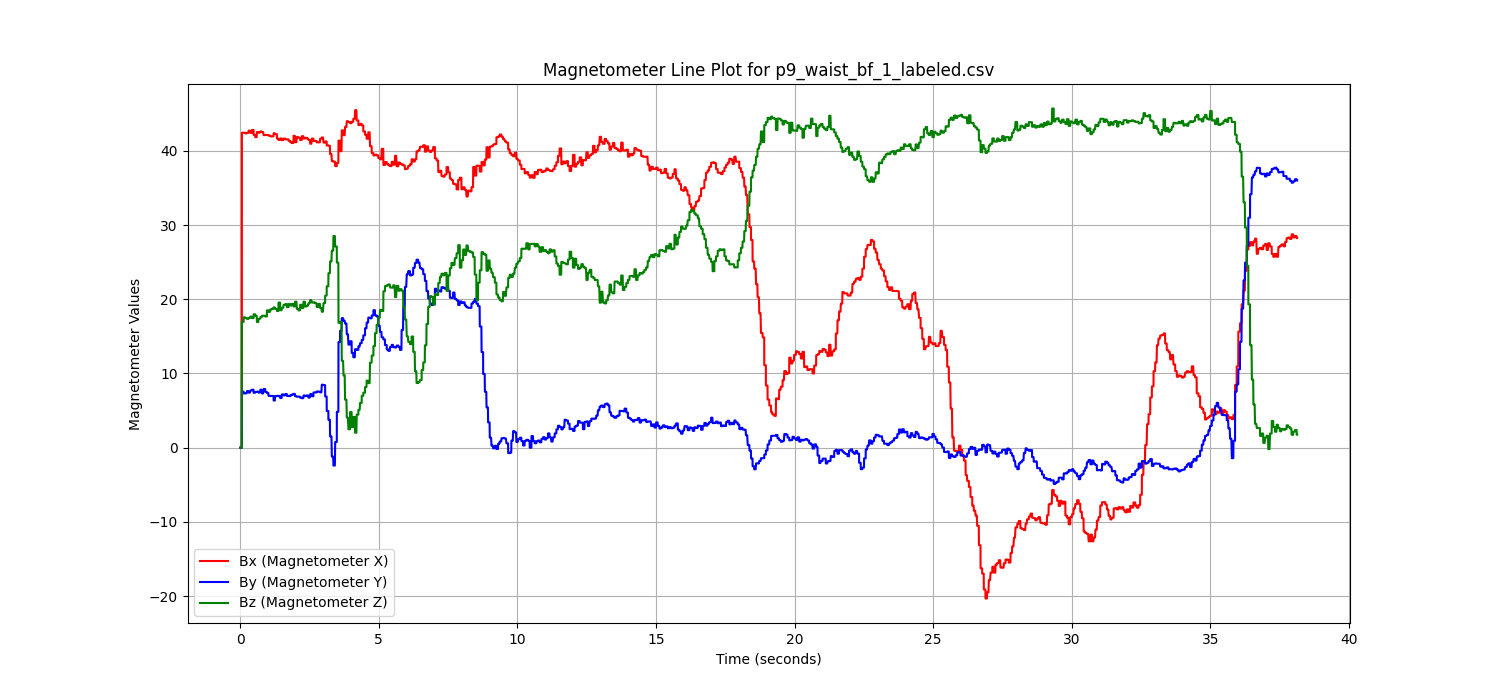 Magnetometer Line Plot for p9_waist_bf_1_labeled.csv
Magnetometer Values
40
30
20
10
0
−10
−20
Bx (Magnetometer X)
By (Magnetometer Y)
Bz (Magnetometer Z)
0 5 10 15 20 25 30 35 40
Time (seconds)